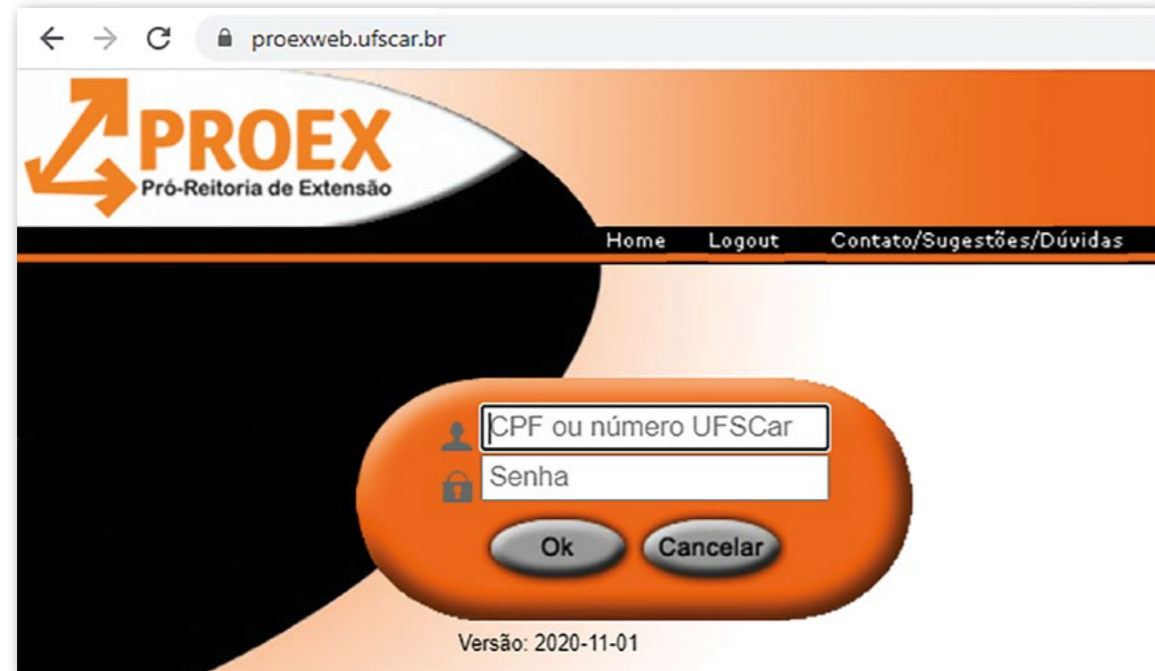 proexweb.ufscar.br
PROEX
Pró-Reitoria de Extensão
Home Logout Contato/Sugestões/Dúvidas
CPF ou número UFSCar
Senha
Ok Cancelar
Versão: 2020-11-01